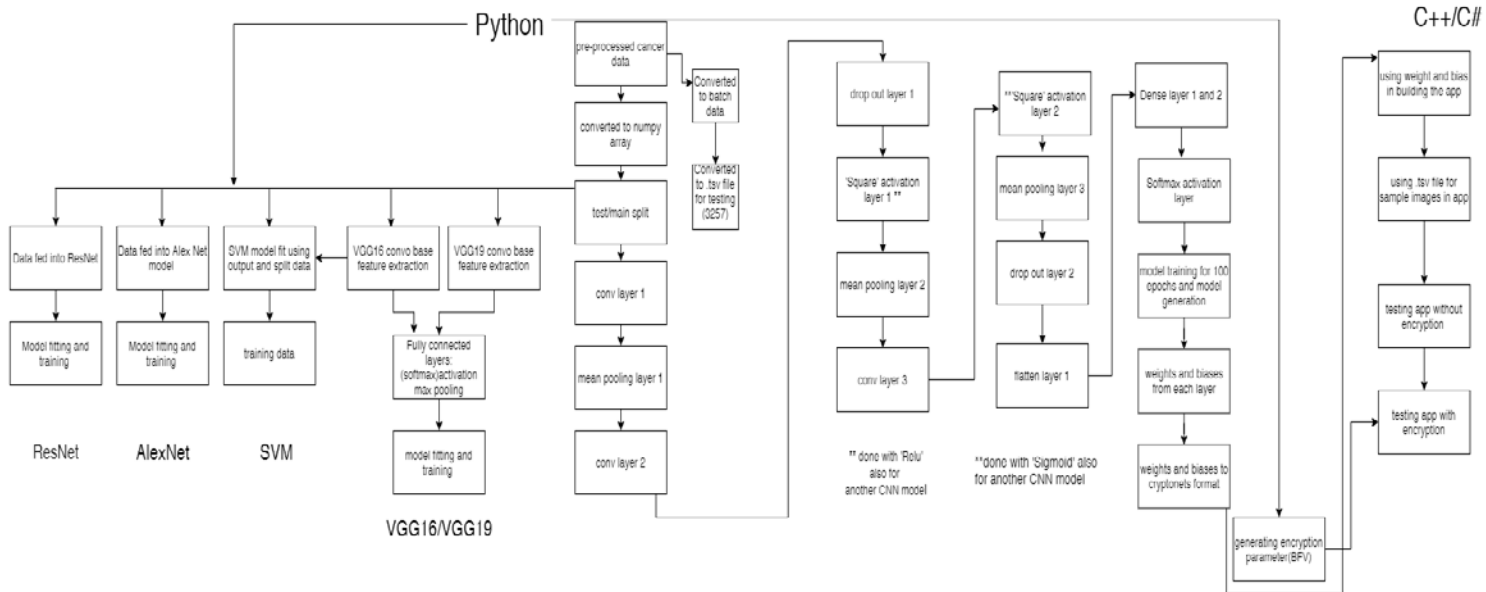 Python
C++/C#
pre-processed cancer
data
Converted
to batch
data
converted to numpy
array
Converted
to .tsv file
for testing
(3257)
test/main split
conv layer 1
mean pooling layer 1
conv layer 2
Data fed into ResNet
Model fitting and
training
ResNet
Data fed into Alex Net
model
Model fitting and
training
AlexNet
SVM model fit using
output and split data
training data
SVM
VGG16 convo base
feature extraction
VGG19 convo base
feature extraction
Fully connected
layers:
(softmax)activation
max pooling
model fitting and
training
VGG16/VGG19
drop out layer 1
'Square' activation
layer 1 **
mean pooling layer 2
conv layer 3
** done with 'Relu'
also for
another CNN model
**'Square' activation
layer 2
mean pooling layer 3
drop out layer 2
flatten layer 1
**done with 'Sigmoid' also
for another CNN model
Dense layer 1 and 2
Softmax activation
layer
model training for 100
epochs and model
generation
weights and biases
from each layer
weights and biases to
cryptonets format
generating encryption
parameter(BFV)
using weight and bias
in building the app
using .tsv file for
sample images in app
testing app without
encryption
testing app with
encryption